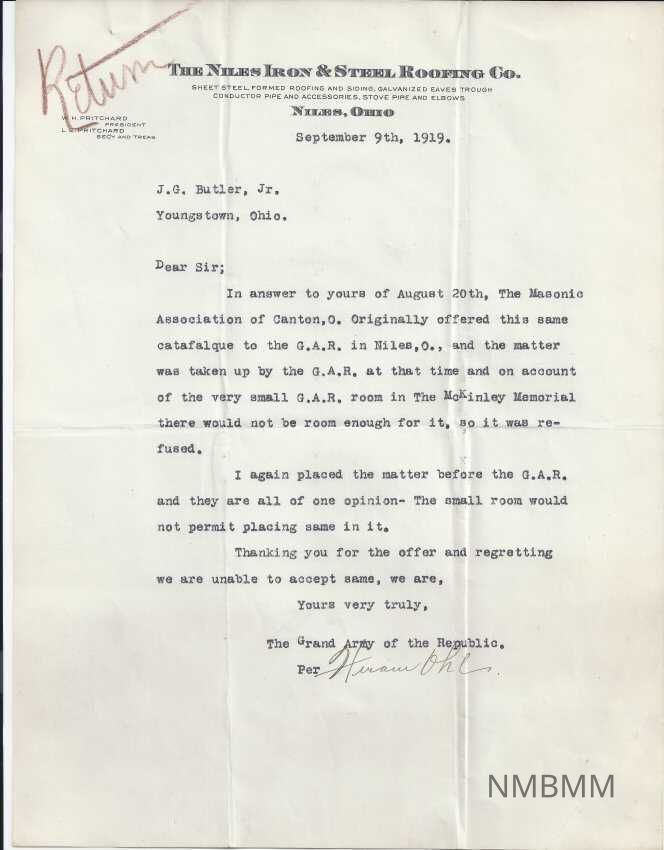 Return
THE NILES IRON & STEEL ROOFING CO.
SHEET STEEL, FORMED ROOFING AND SIDING, GALVANIZED EAVES TROUGH
CONDUCTOR PIPE AND ACCESSORIES, STOVE PIPE AND ELBOWS
NILES, OHIO
W. H. PRITCHARD
PRESIDENT
PRITCHARD
SECY AND TREAS
September 9th, 1919.
J.G. Butler, Jr.
Youngstown, Ohio.
Dear Sir;
In answer to yours of August 20th, The Masonic
Association of Canton,O. Originally offered this same
catafalque to the G.A.R. in Niles,O., and the matter
was taken up by the G.A.R. at that time and on account
of the very small G.A.R. room in The McKinley Memorial
there would not be room enough for it, so it was re-
fused.
I again placed the matter before the G.A.R.
and they are all of one opinion- The small room would
not permit placing same in it.
Thanking you for the offer and regretting
we are unable to accept same, we are,
Yours very truly,
The Grand Army of the Republic.
Per Hiram Ohl
NMBMM